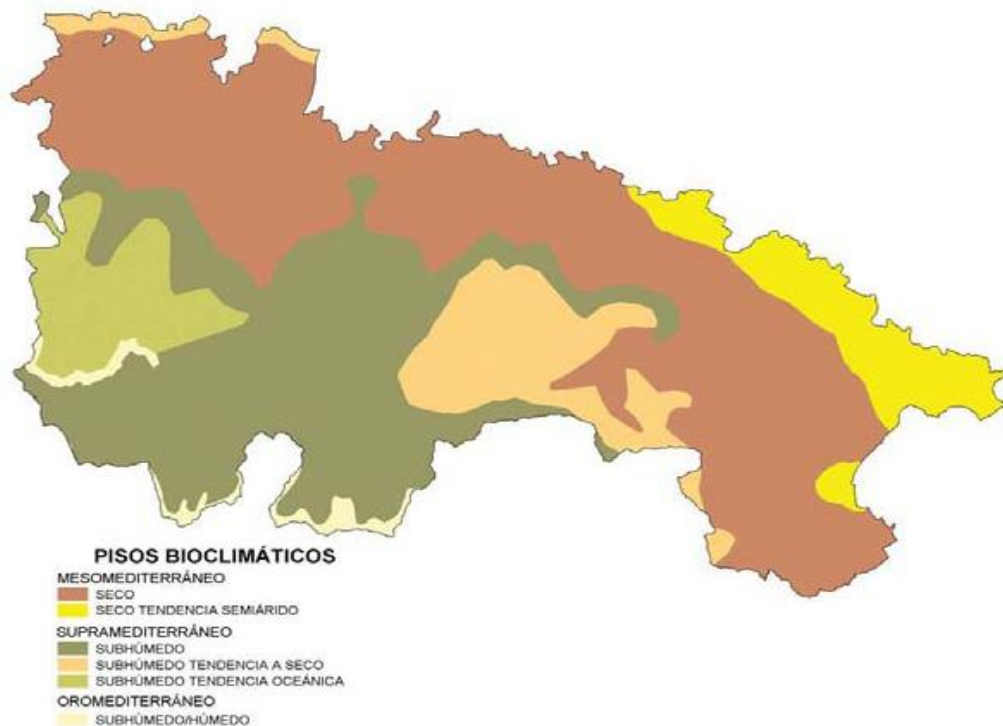 PISOS BIOCLIMÁTICOS
MESOMEDITERRÁNEO
SECO
SECO TENDENCIA SEMIÁRIDO
SUPRAMEDITERRÁNEO
SUBHÚMEDO
SUBHÚMEDO TENDENCIA A SECO
SUBHÚMEDO TENDENCIA OCEÁNICA
OROMEDITERRÁNEO
SUBHÚMEDO/HÚMEDO